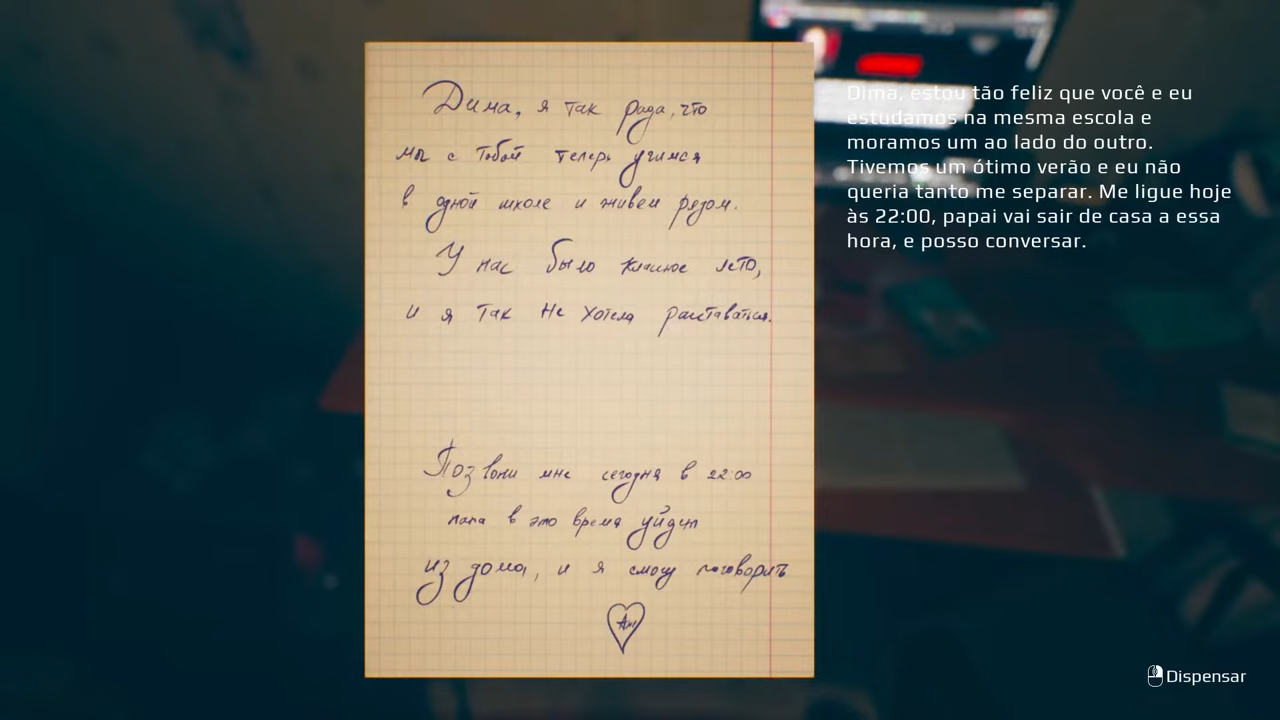 Дима, я так рада, что
мы с тобой теперь учимся
в одной школе и живем рядом.
У нас было классное лето,
и я так не хотела расставаться.
Позвони мне сегодня в 22:00
папа в это время уйдет
из дома, и я смогу поговорить
Dima, estou tão feliz que você e eu
estudamos na mesma escola e
moramos um ao lado do outro.
Tivemos um ótimo verão e eu não
queria tanto me separar. Me ligue hoje
às 22:00, papai vai sair de casa a essa
hora, e posso conversar.
Dispensar